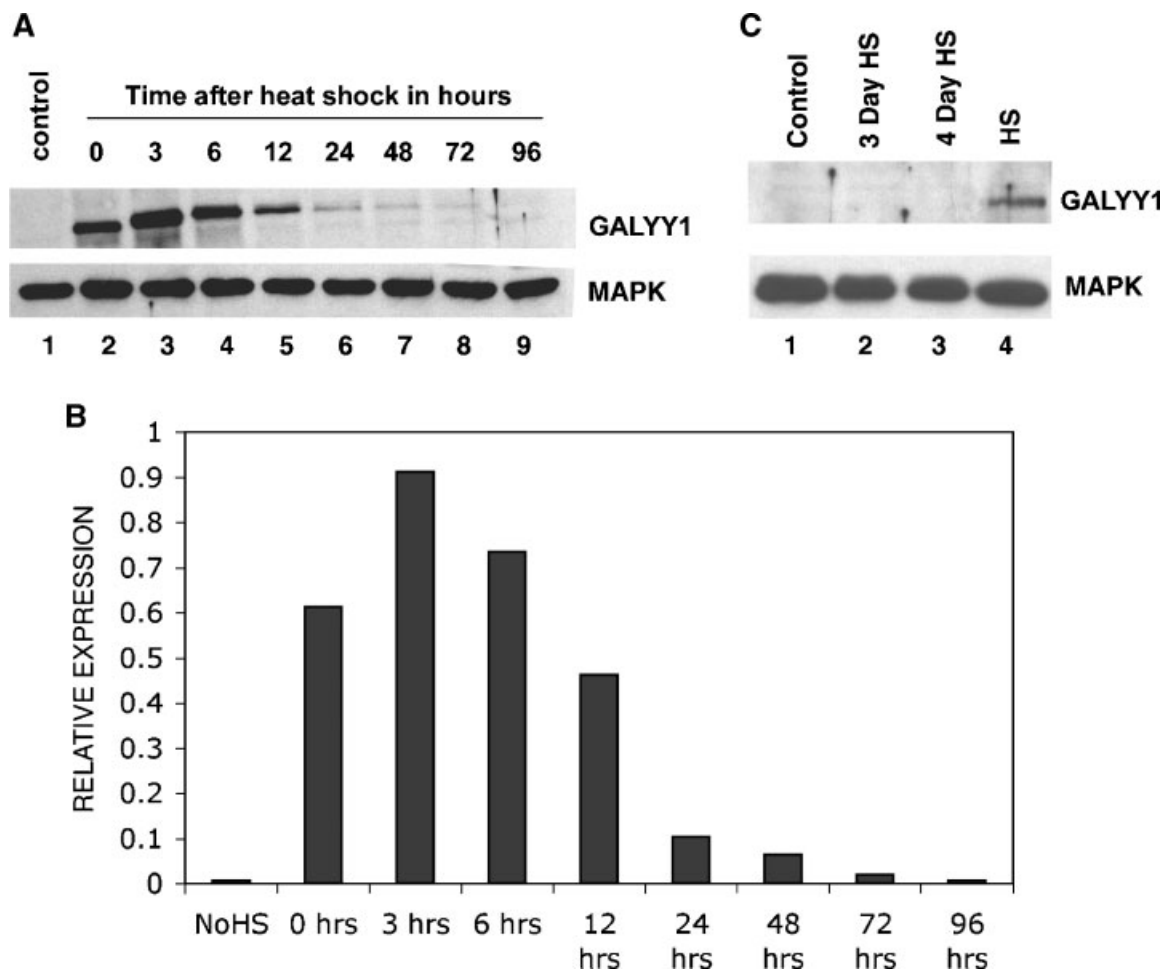 A
control
Time after heat shock in hours
0 3 6 12 24 48 72 96
GALYY1
MAPK
1 2 3 4 5 6 7 8 9
C
Control
3 Day HS
4 Day HS
HS
GALYY1
MAPK
1 2 3 4
B
RELATIVE EXPRESSION
1
0.9
0.8
0.7
0.6
0.5
0.4
0.3
0.2
0.1
0
NoHS 0 hrs 3 hrs 6 hrs 12 hrs 24 hrs 48 hrs 72 hrs 96 hrs